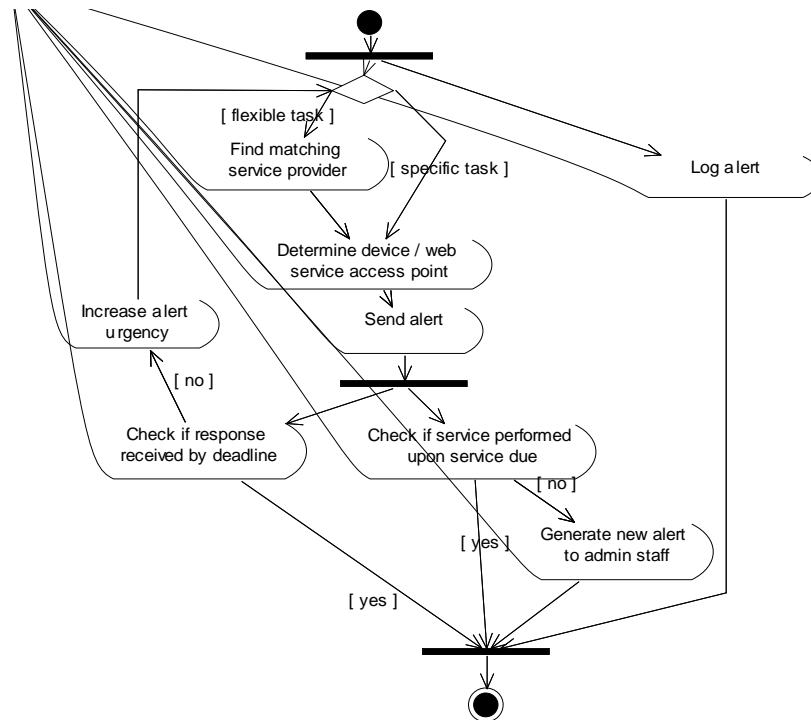 [ flexible task ]
Find matching
service provider
[ specific task ]
Log alert
Determine device / web
service access point
Increase alert
urgency
Send alert
[ no ]
Check if response
received by deadline
Check if service performed
upon service due
[ no ]
Generate new alert
to admin staff
[ yes ]
[ yes ]